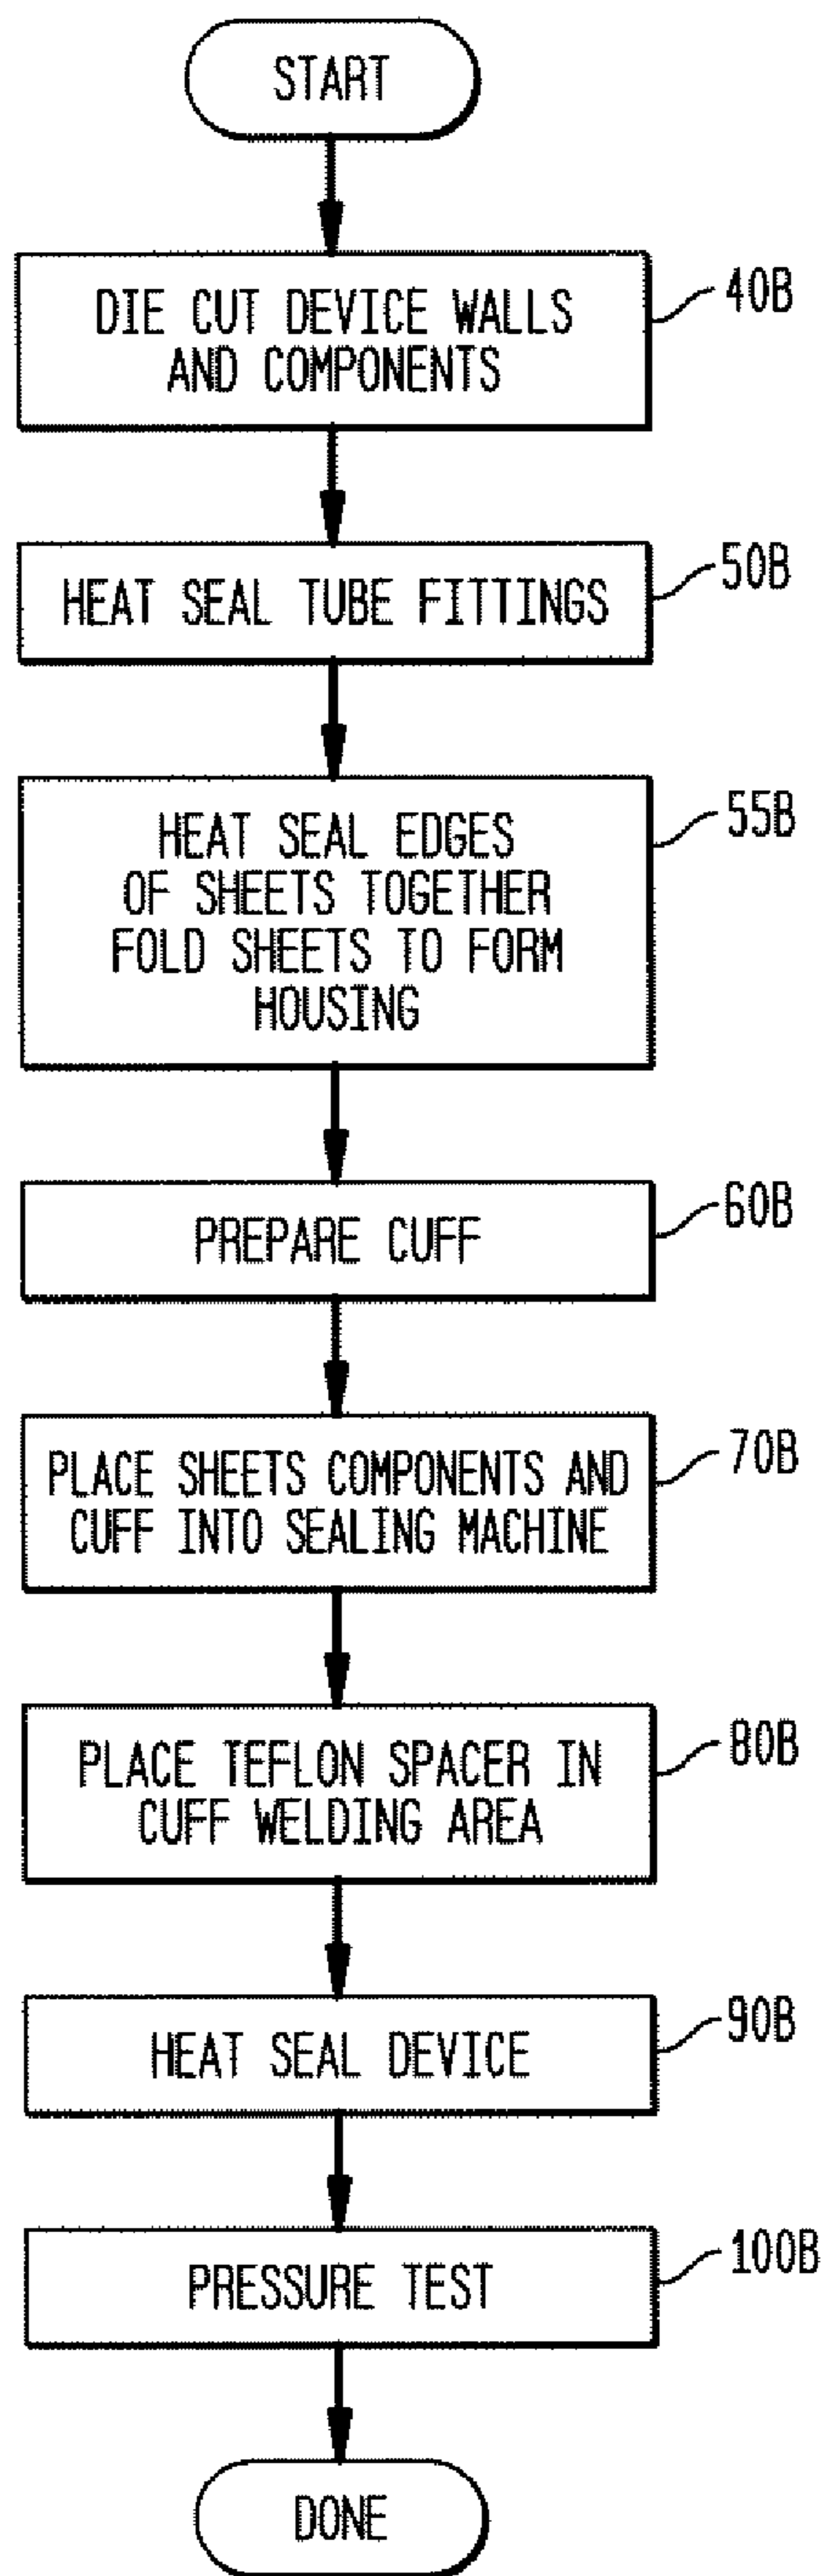 START
DIE CUT DEVICE WALLS
AND COMPONENTS
40B
HEAT SEAL TUBE FITTINGS
50B
HEAT SEAL EDGES
OF SHEETS TOGETHER
FOLD SHEETS TO FORM
HOUSING
55B
PREPARE CUFF
60B
PLACE SHEETS COMPONENTS AND
CUFF INTO SEALING MACHINE
70B
PLACE TEFLON SPACER IN
CUFF WELDING AREA
80B
HEAT SEAL DEVICE
90B
PRESSURE TEST
100B
DONE